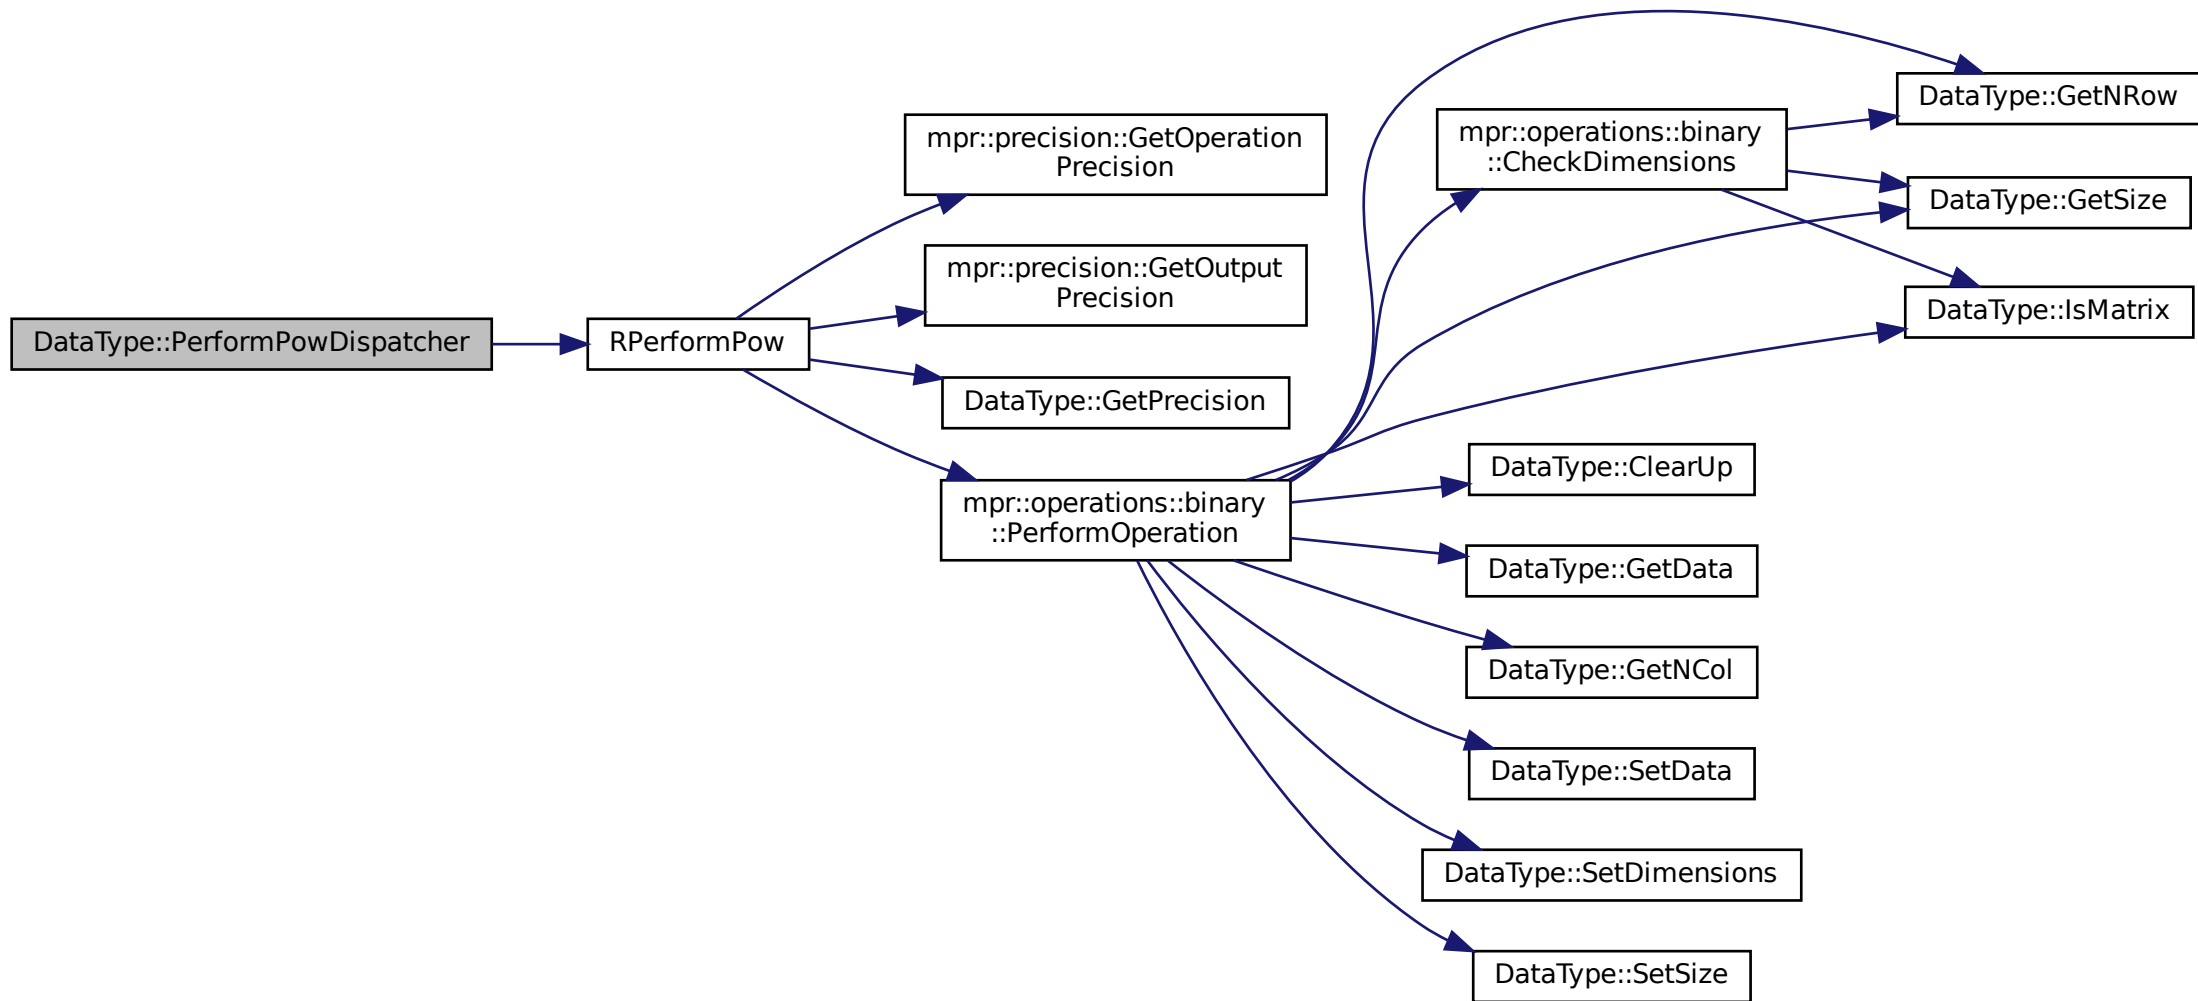 DataType::PerformPowDispatcher
RPerformPow
mpr::precision::GetOperation
Precision
mpr::precision::GetOutput
Precision
DataType::GetPrecision
mpr::operations::binary
::PerformOperation
mpr::operations::binary
::CheckDimensions
DataType::ClearUp
DataType::GetData
DataType::GetNCol
DataType::SetData
DataType::SetDimensions
DataType::SetSize
DataType::GetNRow
DataType::GetSize
DataType::IsMatrix